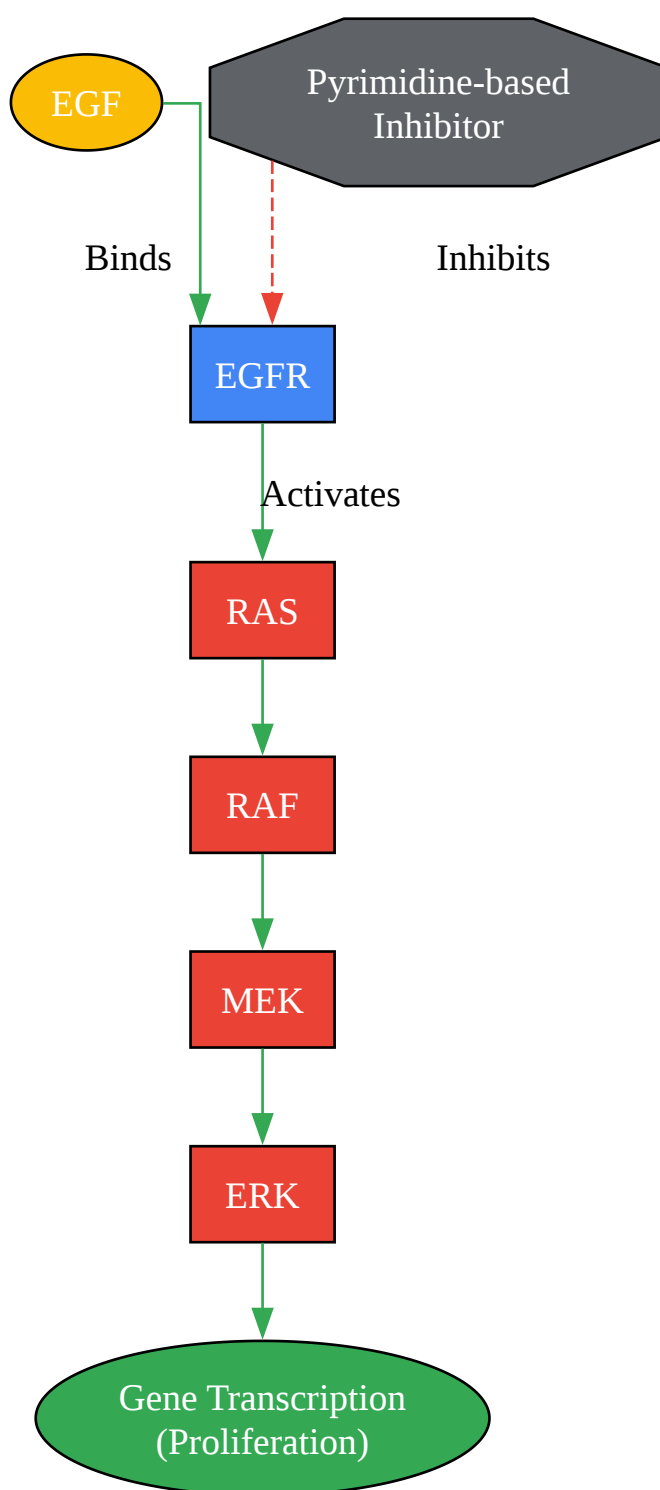 EGF
Pyrimidine-based
Inhibitor
Binds
Inhibits
EGFR
Activates
RAS
RAF
MEK
ERK
Gene Transcription
(Proliferation)